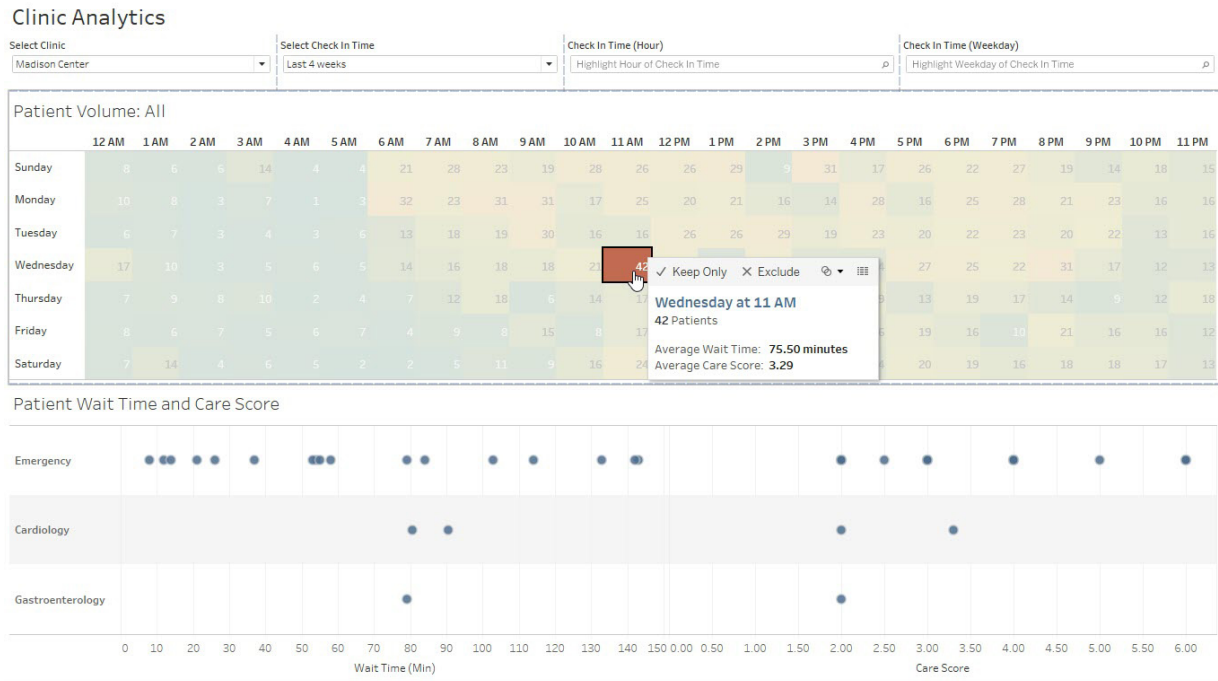 Clinic Analytics
Select Clinic Select Check In Time Check In Time (Hour) Check In Time (Weekday)
Madison Center Last 4 weeks Highlight Hour of Check In Time Highlight Weekday of Check In Time
Patient Volume: All
12 AM 1 AM 2 AM 3 AM 4 AM 5 AM 6 AM 7 AM 8 AM 9 AM 10 AM 11 AM 12 PM 1 PM 2 PM 3 PM 4 PM 5 PM 6 PM 7 PM 8 PM 9 PM 10 PM 11 PM
Sunday 8 6 6 14 4 4 21 28 23 19 28 26 26 29 9 31 17 26 22 27 19 14 18 15
Monday 10 8 3 7 1 3 32 23 31 31 17 25 20 21 16 14 28 16 25 28 21 23 16 16
Tuesday 6 7 3 4 3 6 13 18 19 30 16 16 26 26 29 19 23 20 22 23 20 22 13 16
Wednesday 17 10 3 5 6 5 14 16 18 18 21 42 27 25 22 31 17 12 13
Keep Only Exclude
Thursday 7 9 8 10 2 4 7 12 18 6 14 17 13 19 17 14 9 12 18
Wednesday at 11 AM
42 Patients
Friday 8 6 7 5 6 7 4 9 8 15 8 17 19 16 10 21 16 16 12
Average Wait Time: 75.50 minutes
Saturday 7 14 4 6 5 2 2 5 11 9 16 24 20 19 16 18 18 17 13
Average Care Score: 3.29
Patient Wait Time and Care Score
Emergency
Cardiology
Gastroenterology
0 10 20 30 40 50 60 70 80 90 100 110 120 130 140 150 0.00 0.50 1.00 1.50 2.00 2.50 3.00 3.50 4.00 4.50 5.00 5.50 6.00
Wait Time (Min) Care Score